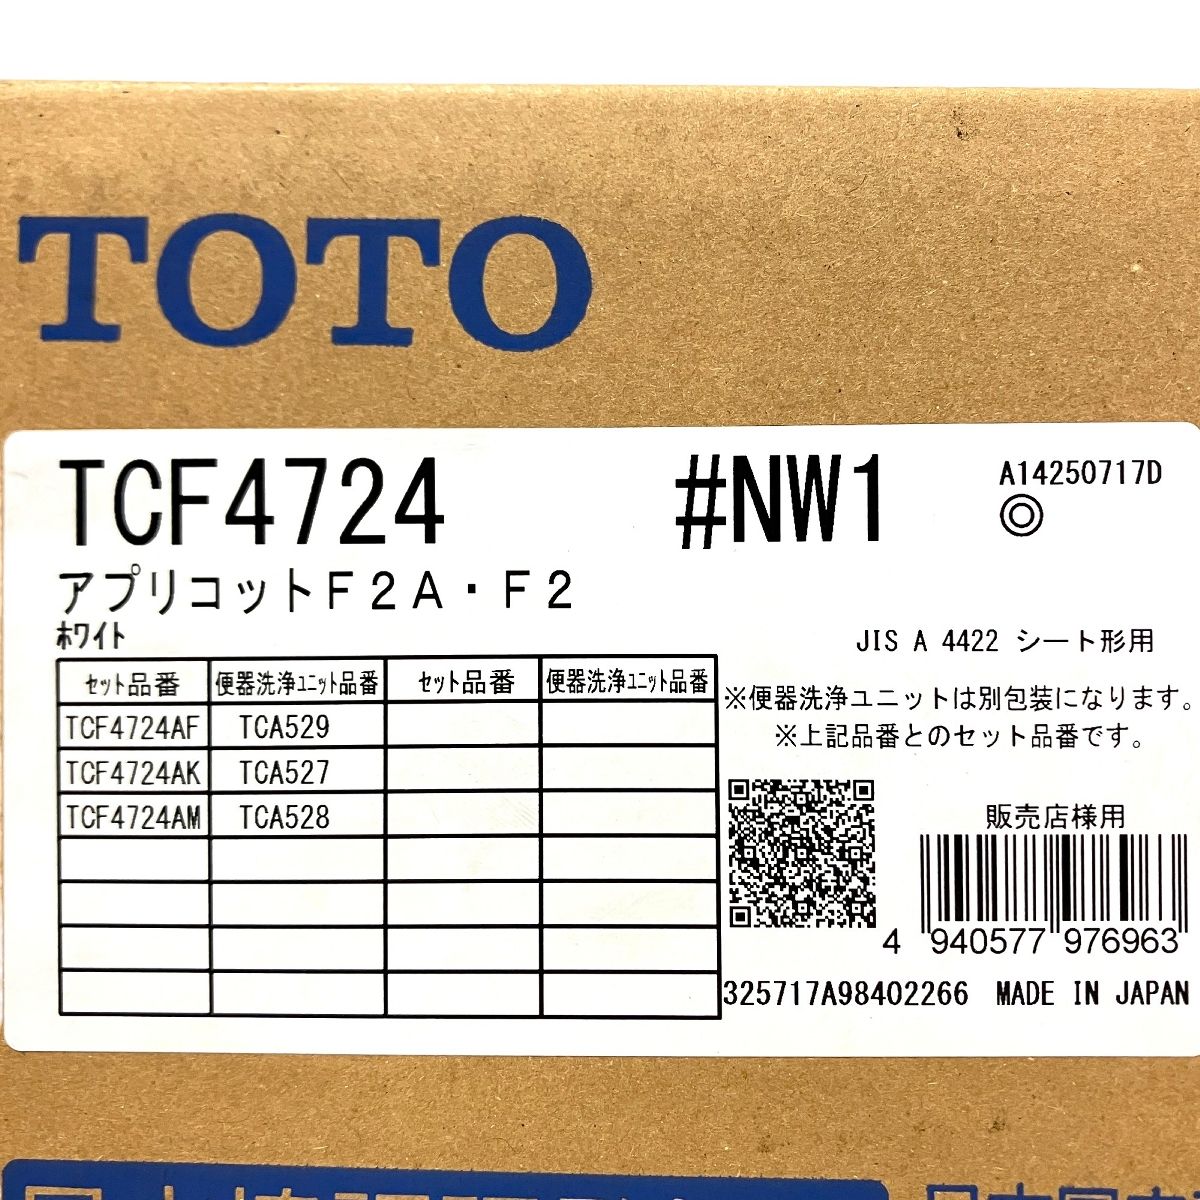 TOTO
TCF4724 #NW1 A14250717D
アプリコットF2A・F2
ホワイト
JIS A 4422 シート形用
セット品番 便器洗浄ユニット品番 セット品番 便器洗浄ユニット品番
TCF4724AF TCA529
TCF4724AK TCA527
TCF4724AM TCA528
※便器洗浄ユニットは別包装になります。
※上記品番とのセット品番です。
販売店様用
4 940577 976963
325717A98402266 MADE IN JAPAN